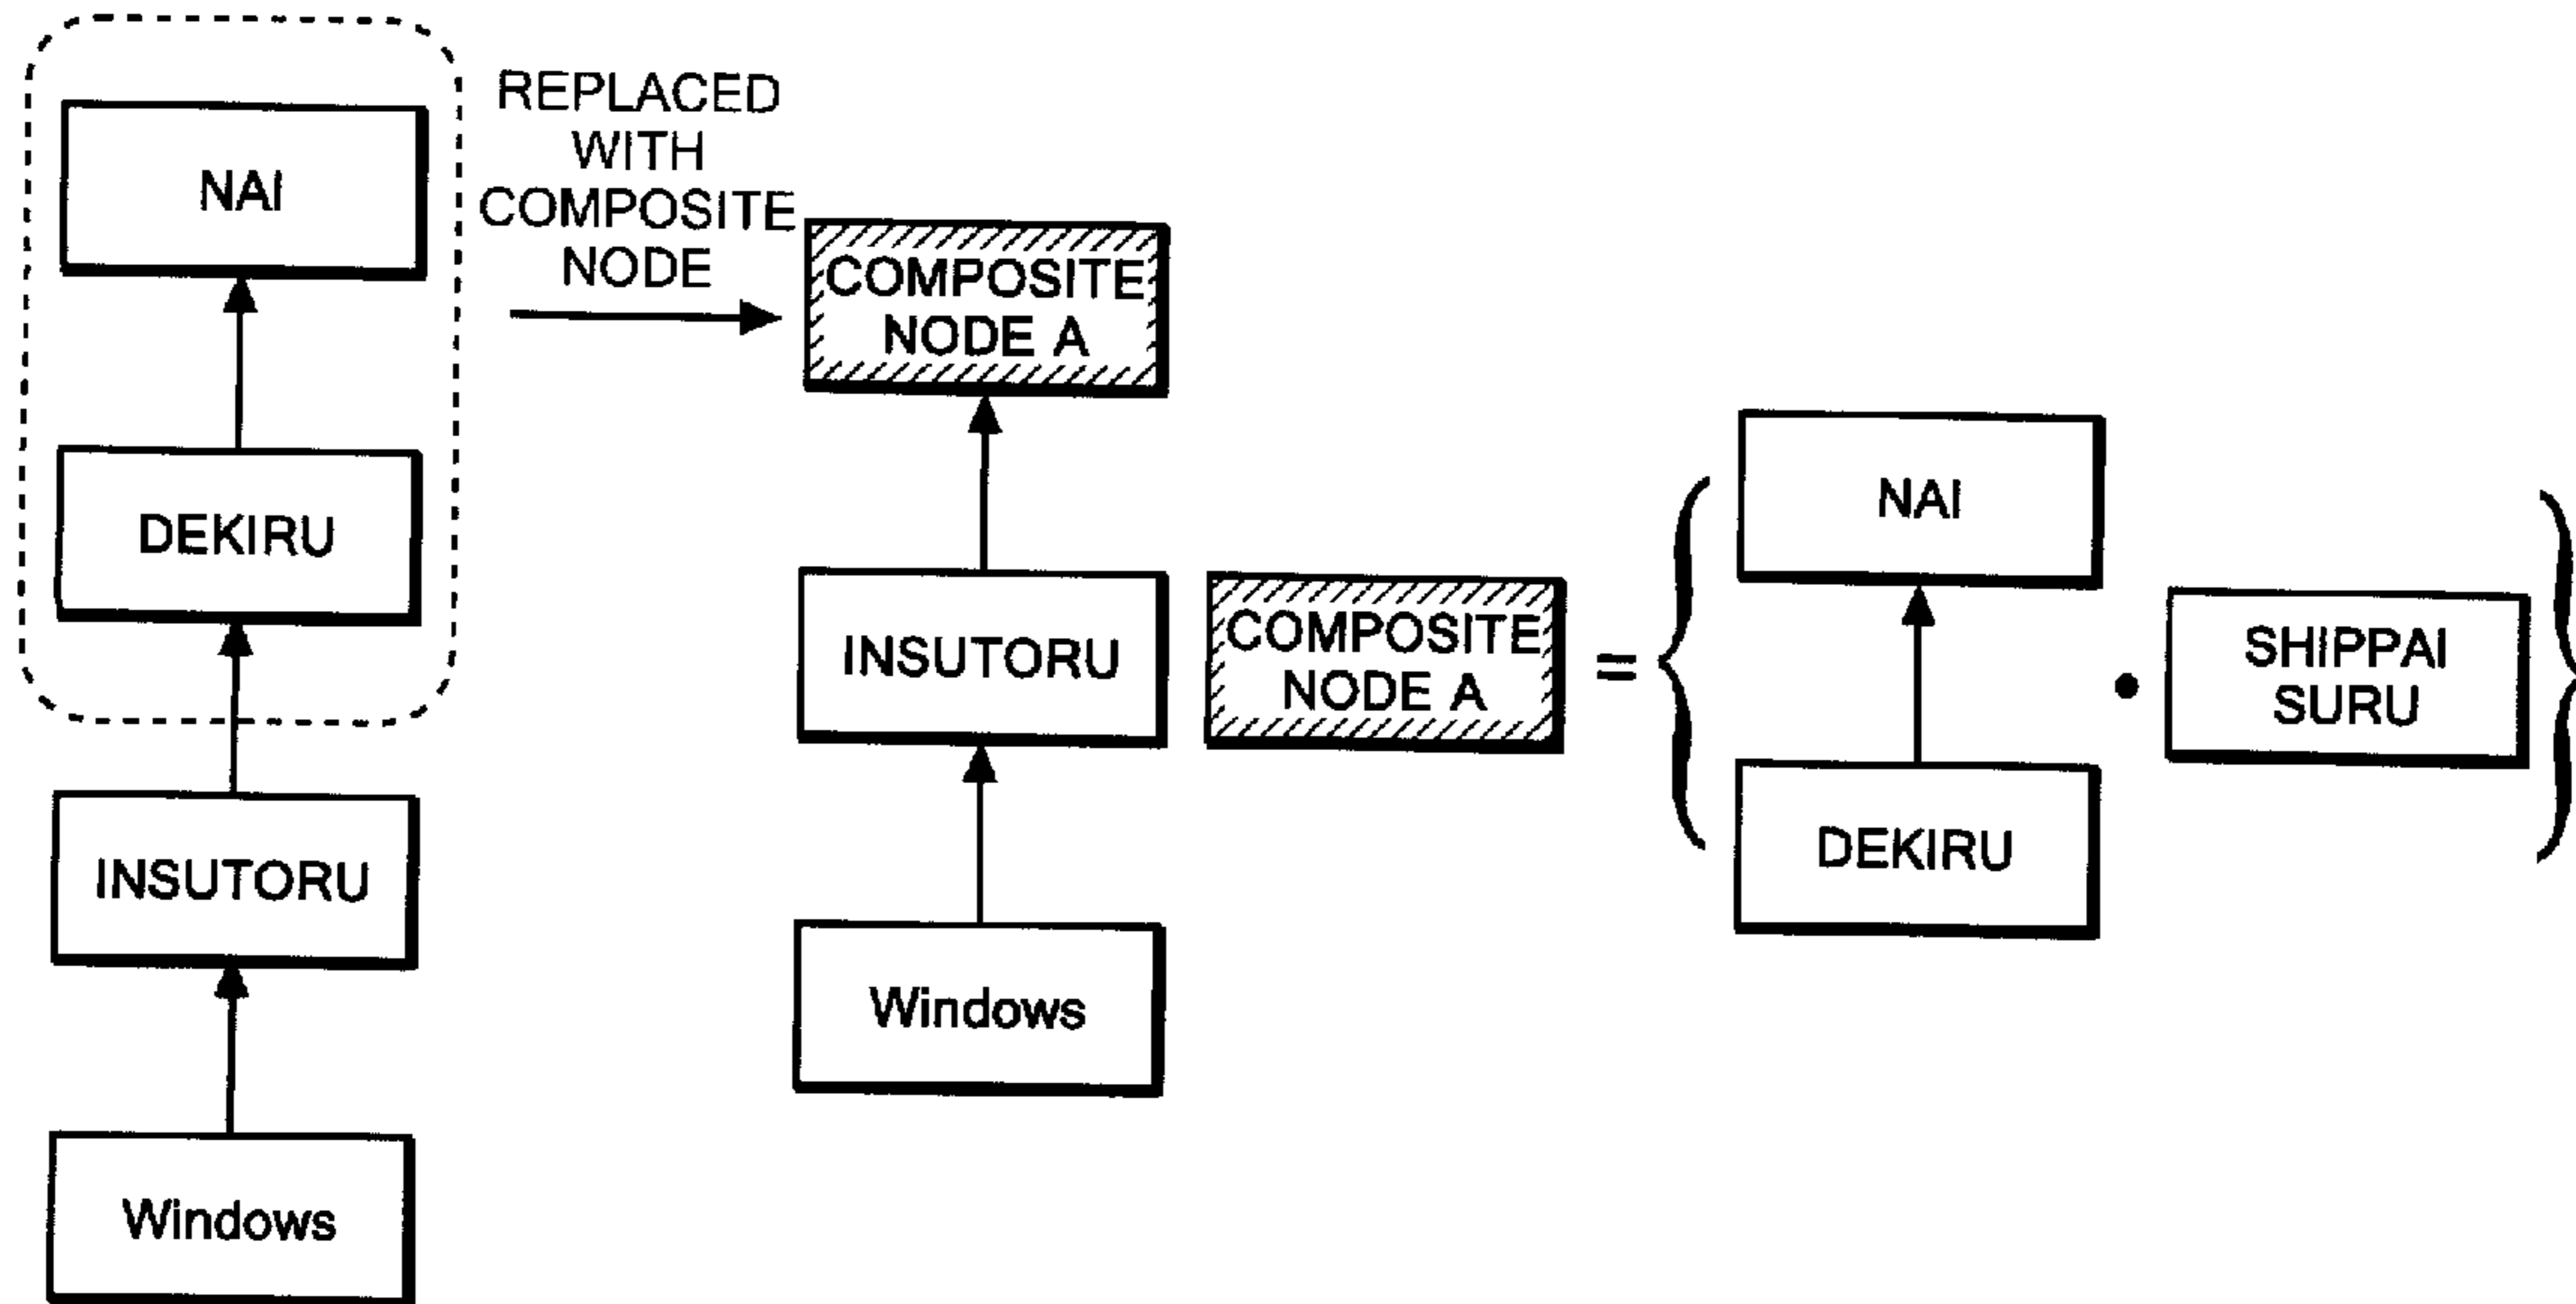 NAI
DEKIRU
INSUTORU
Windows
REPLACED
WITH
COMPOSITE
NODE
COMPOSITE
NODE A
INSUTORU
Windows
COMPOSITE
NODE A
=
{
NAI
DEKIRU
•
SHIPPAI
SURU
}